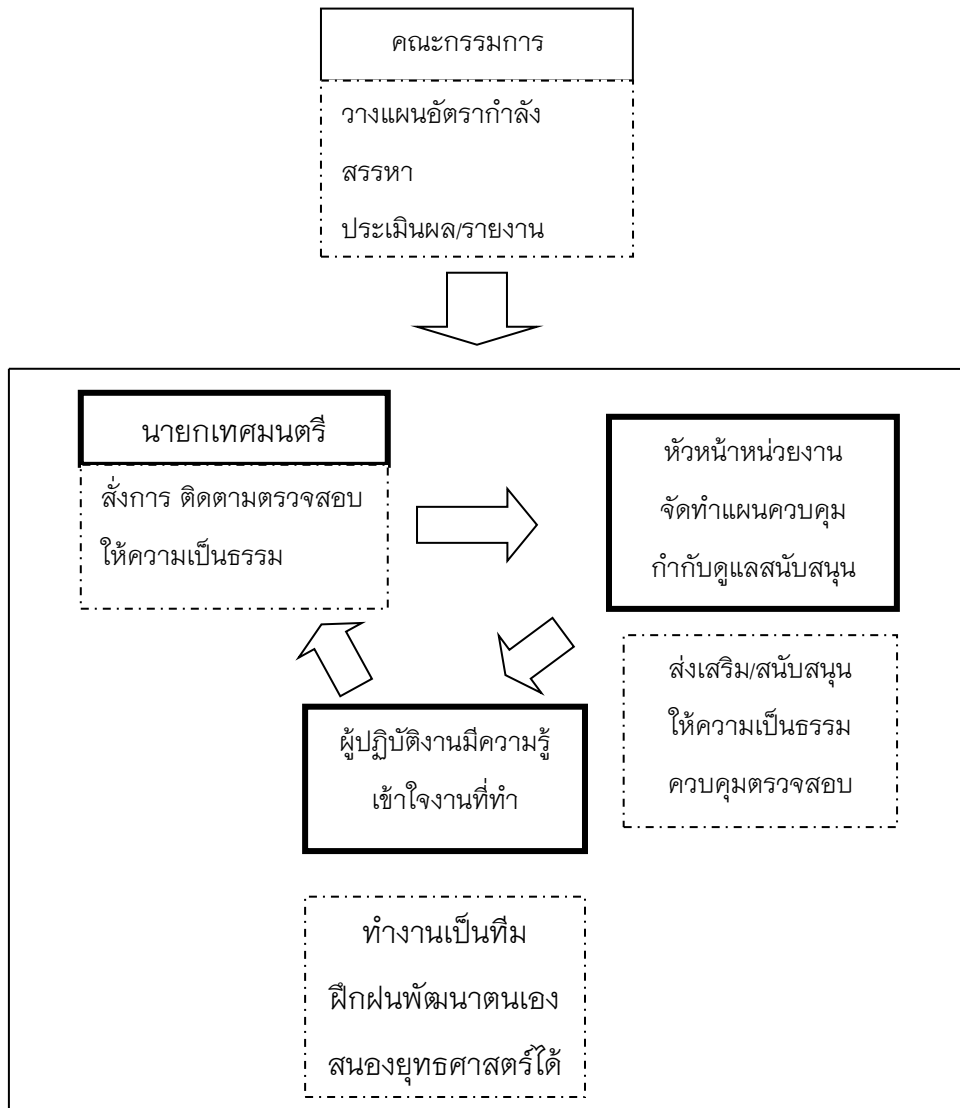 คณะกรรมการ
วางแผนอัตรากำลัง
สรรหา
ประเมินผล/รายงาน
นายกเทศมนตรี
สั่งการ ติดตามตรวจสอบ
ให้ความเป็นธรรม
หัวหน้าหน่วยงาน
จัดทำแผนควบคุม
กำกับดูแลสนับสนุน
ส่งเสริม/สนับสนุน
ให้ความเป็นธรรม
ควบคุมตรวจสอบ
ผู้ปฏิบัติงานมีความรู้
เข้าใจงานที่ทำ
ทำงานเป็นทีม
ฝึกฝนพัฒนาตนเอง
สนองยุทธศาสตร์ได้